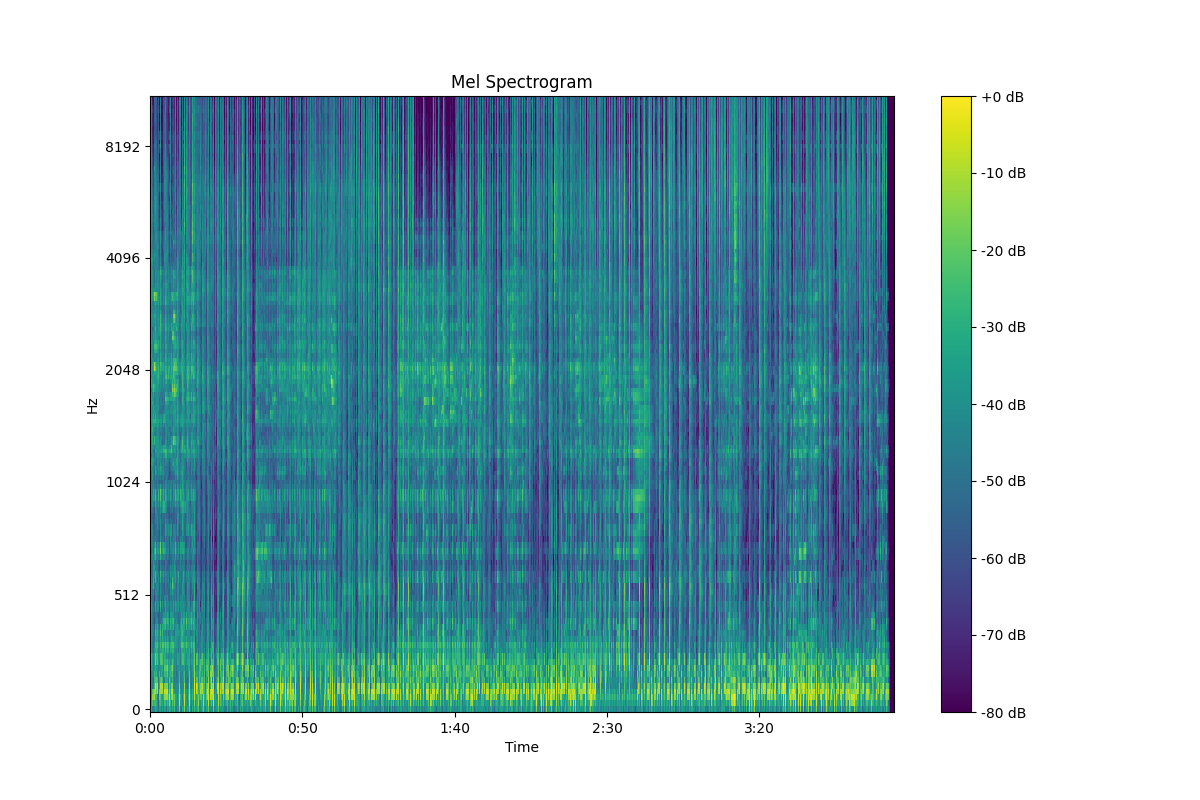 Mel Spectrogram
+0 dB
8192
-10 dB
-20 dB
4096
-30 dB
2048
-40 dB
Hz
1024
-50 dB
-60 dB
512
-70 dB
0
-80 dB
0:00 0:50 1:40 2:30 3:20
Time